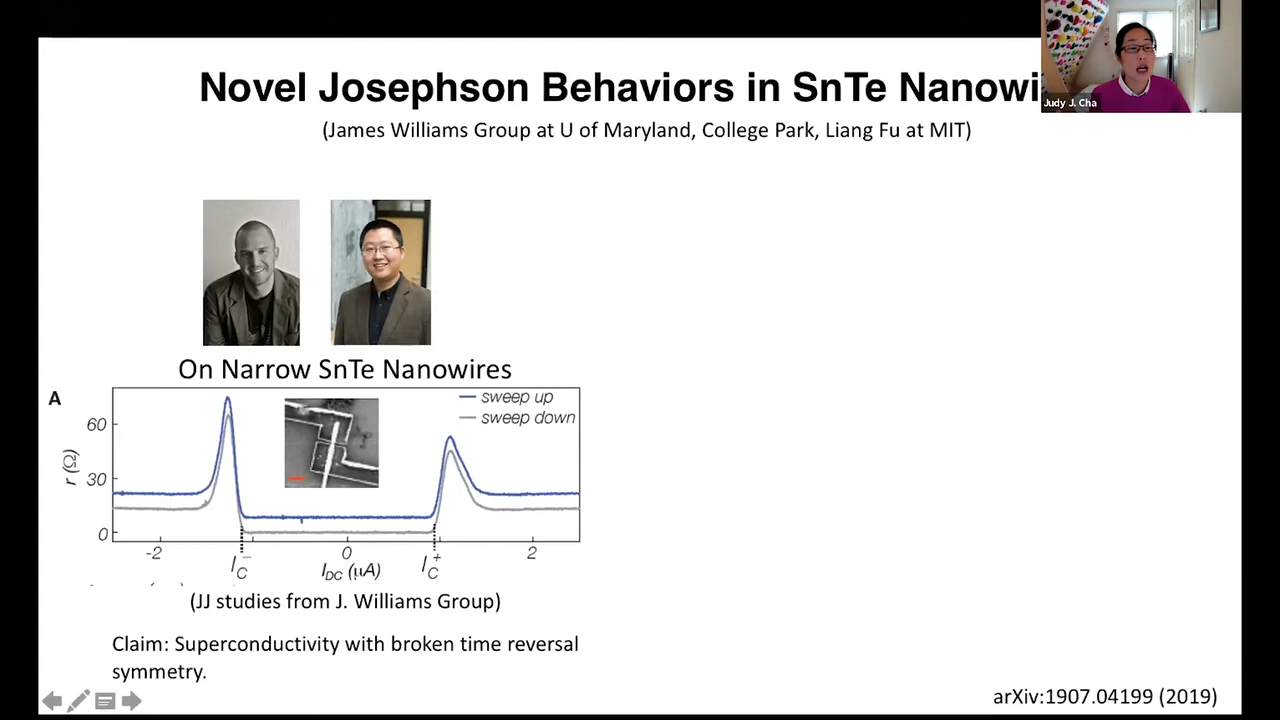 Novel Josephson Behaviors in SnTe Nanowi
Judy J. Cha
(James Williams Group at U of Maryland, College Park, Liang Fu at MIT)
On Narrow SnTe Nanowires
A
sweep up
sweep down
60
30
0
r (Ω)
-2
0
2
I_C^-
I_DC (μA)
I_C^+
(JJ studies from J. Williams Group)
Claim: Superconductivity with broken time reversal
symmetry.
arXiv:1907.04199 (2019)